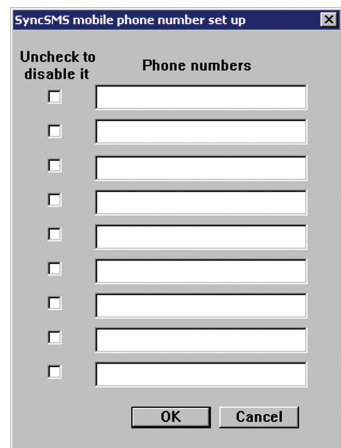 SyncSMS mobile phone number set up
Uncheck to
disable it
Phone numbers
OK
Cancel